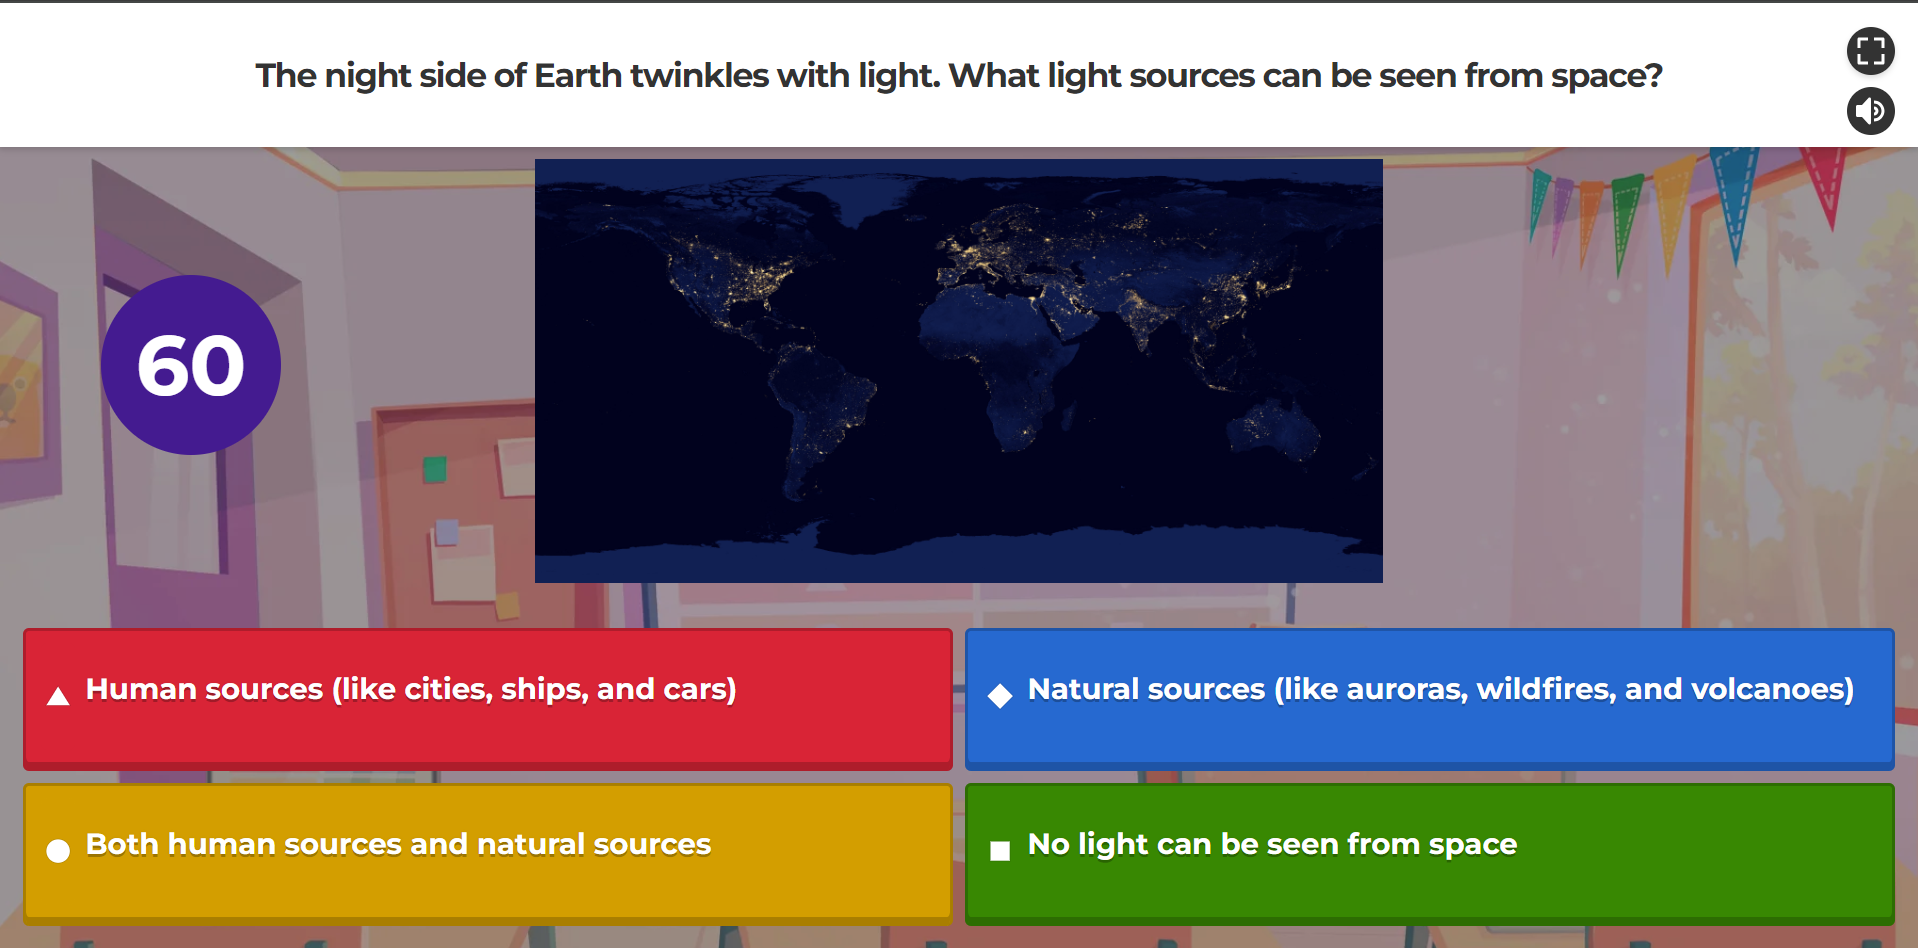 The night side of Earth twinkles with light. What light sources can be seen from space?
60
Human sources (like cities, ships, and cars)
Natural sources (like auroras, wildfires, and volcanoes)
Both human sources and natural sources
No light can be seen from space